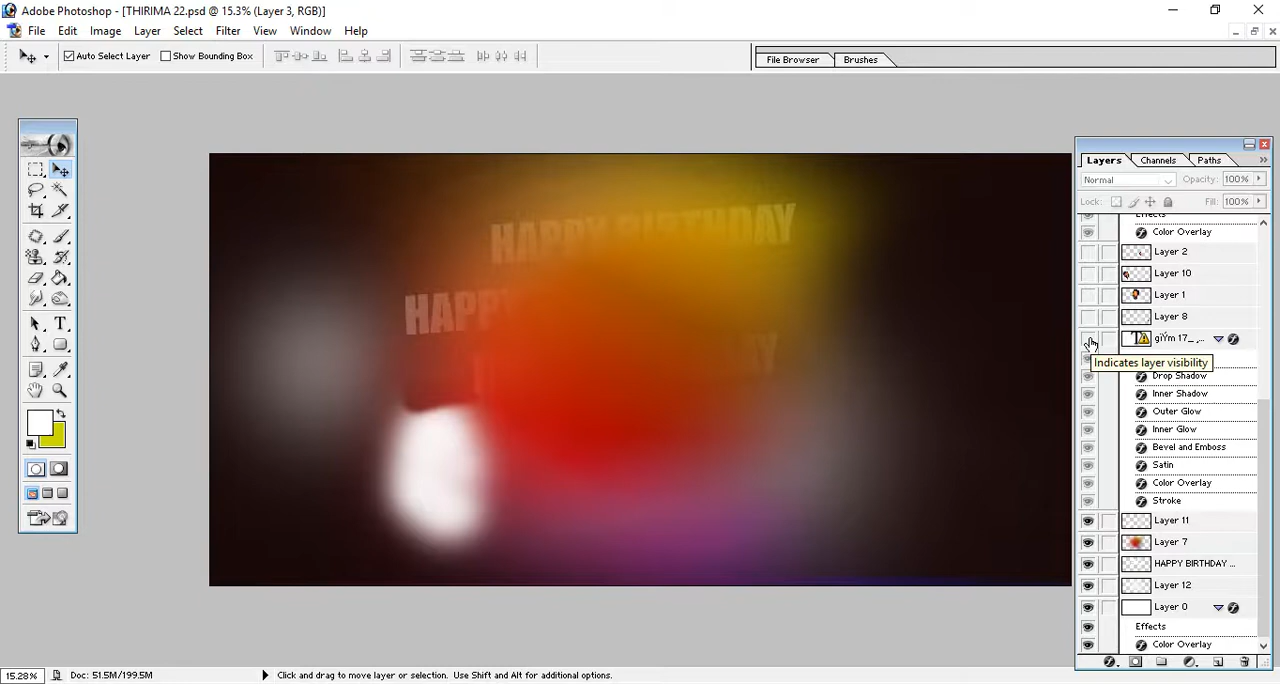 Adobe Photoshop - [THIRIMA 22.psd @ 15.3% (Layer 3, RGB)]
File Edit Image Layer Select Filter View Window Help
Auto Select Layer Show Bounding Box
File Browser Brushes
Layers Channels Paths
Normal Opacity: 100%
Lock: Fill: 100%
Effects
Color Overlay
Layer 2
Layer 10
Layer 1
Layer 8
giÝm 17_ ,...
Indicates layer visibility
Drop Shadow
Inner Shadow
Outer Glow
Inner Glow
Bevel and Emboss
Satin
Color Overlay
Stroke
Layer 11
Layer 7
HAPPY BIRTHDAY ...
Layer 12
Layer 0
Effects
Color Overlay
HAPPY BIRTHDAY
HAPPY
15.28% Doc: 51.5M/199.5M Click and drag to move layer or selection. Use Shift and Alt for additional options.